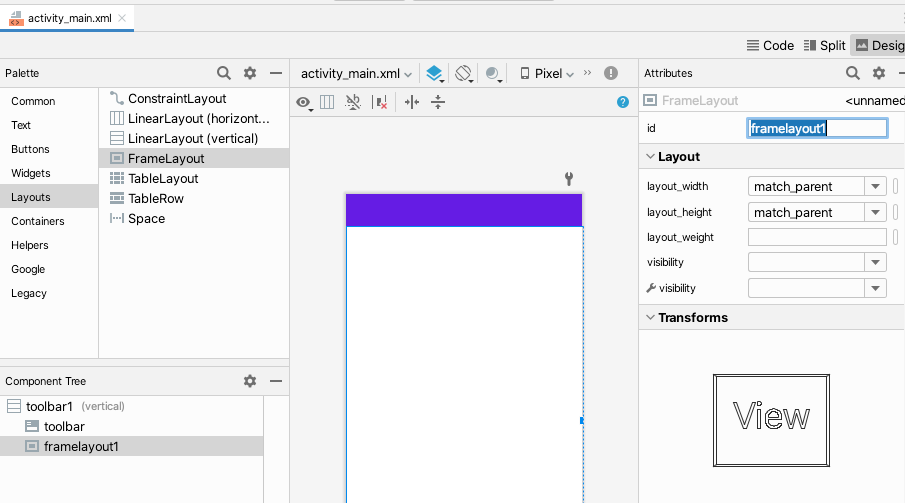 activity_main.xml
Code Split Desig
Palette
Common
Text
Buttons
Widgets
Layouts
Containers
Helpers
Google
Legacy
ConstraintLayout
LinearLayout (horizont...
LinearLayout (vertical)
FrameLayout
TableLayout
TableRow
Space
Component Tree
toolbar1 (vertical)
toolbar
framelayout1
activity_main.xml Pixel
Attributes
FrameLayout <unnamed
id framelayout1
Layout
layout_width match_parent
layout_height match_parent
layout_weight
visibility
visibility
Transforms
View